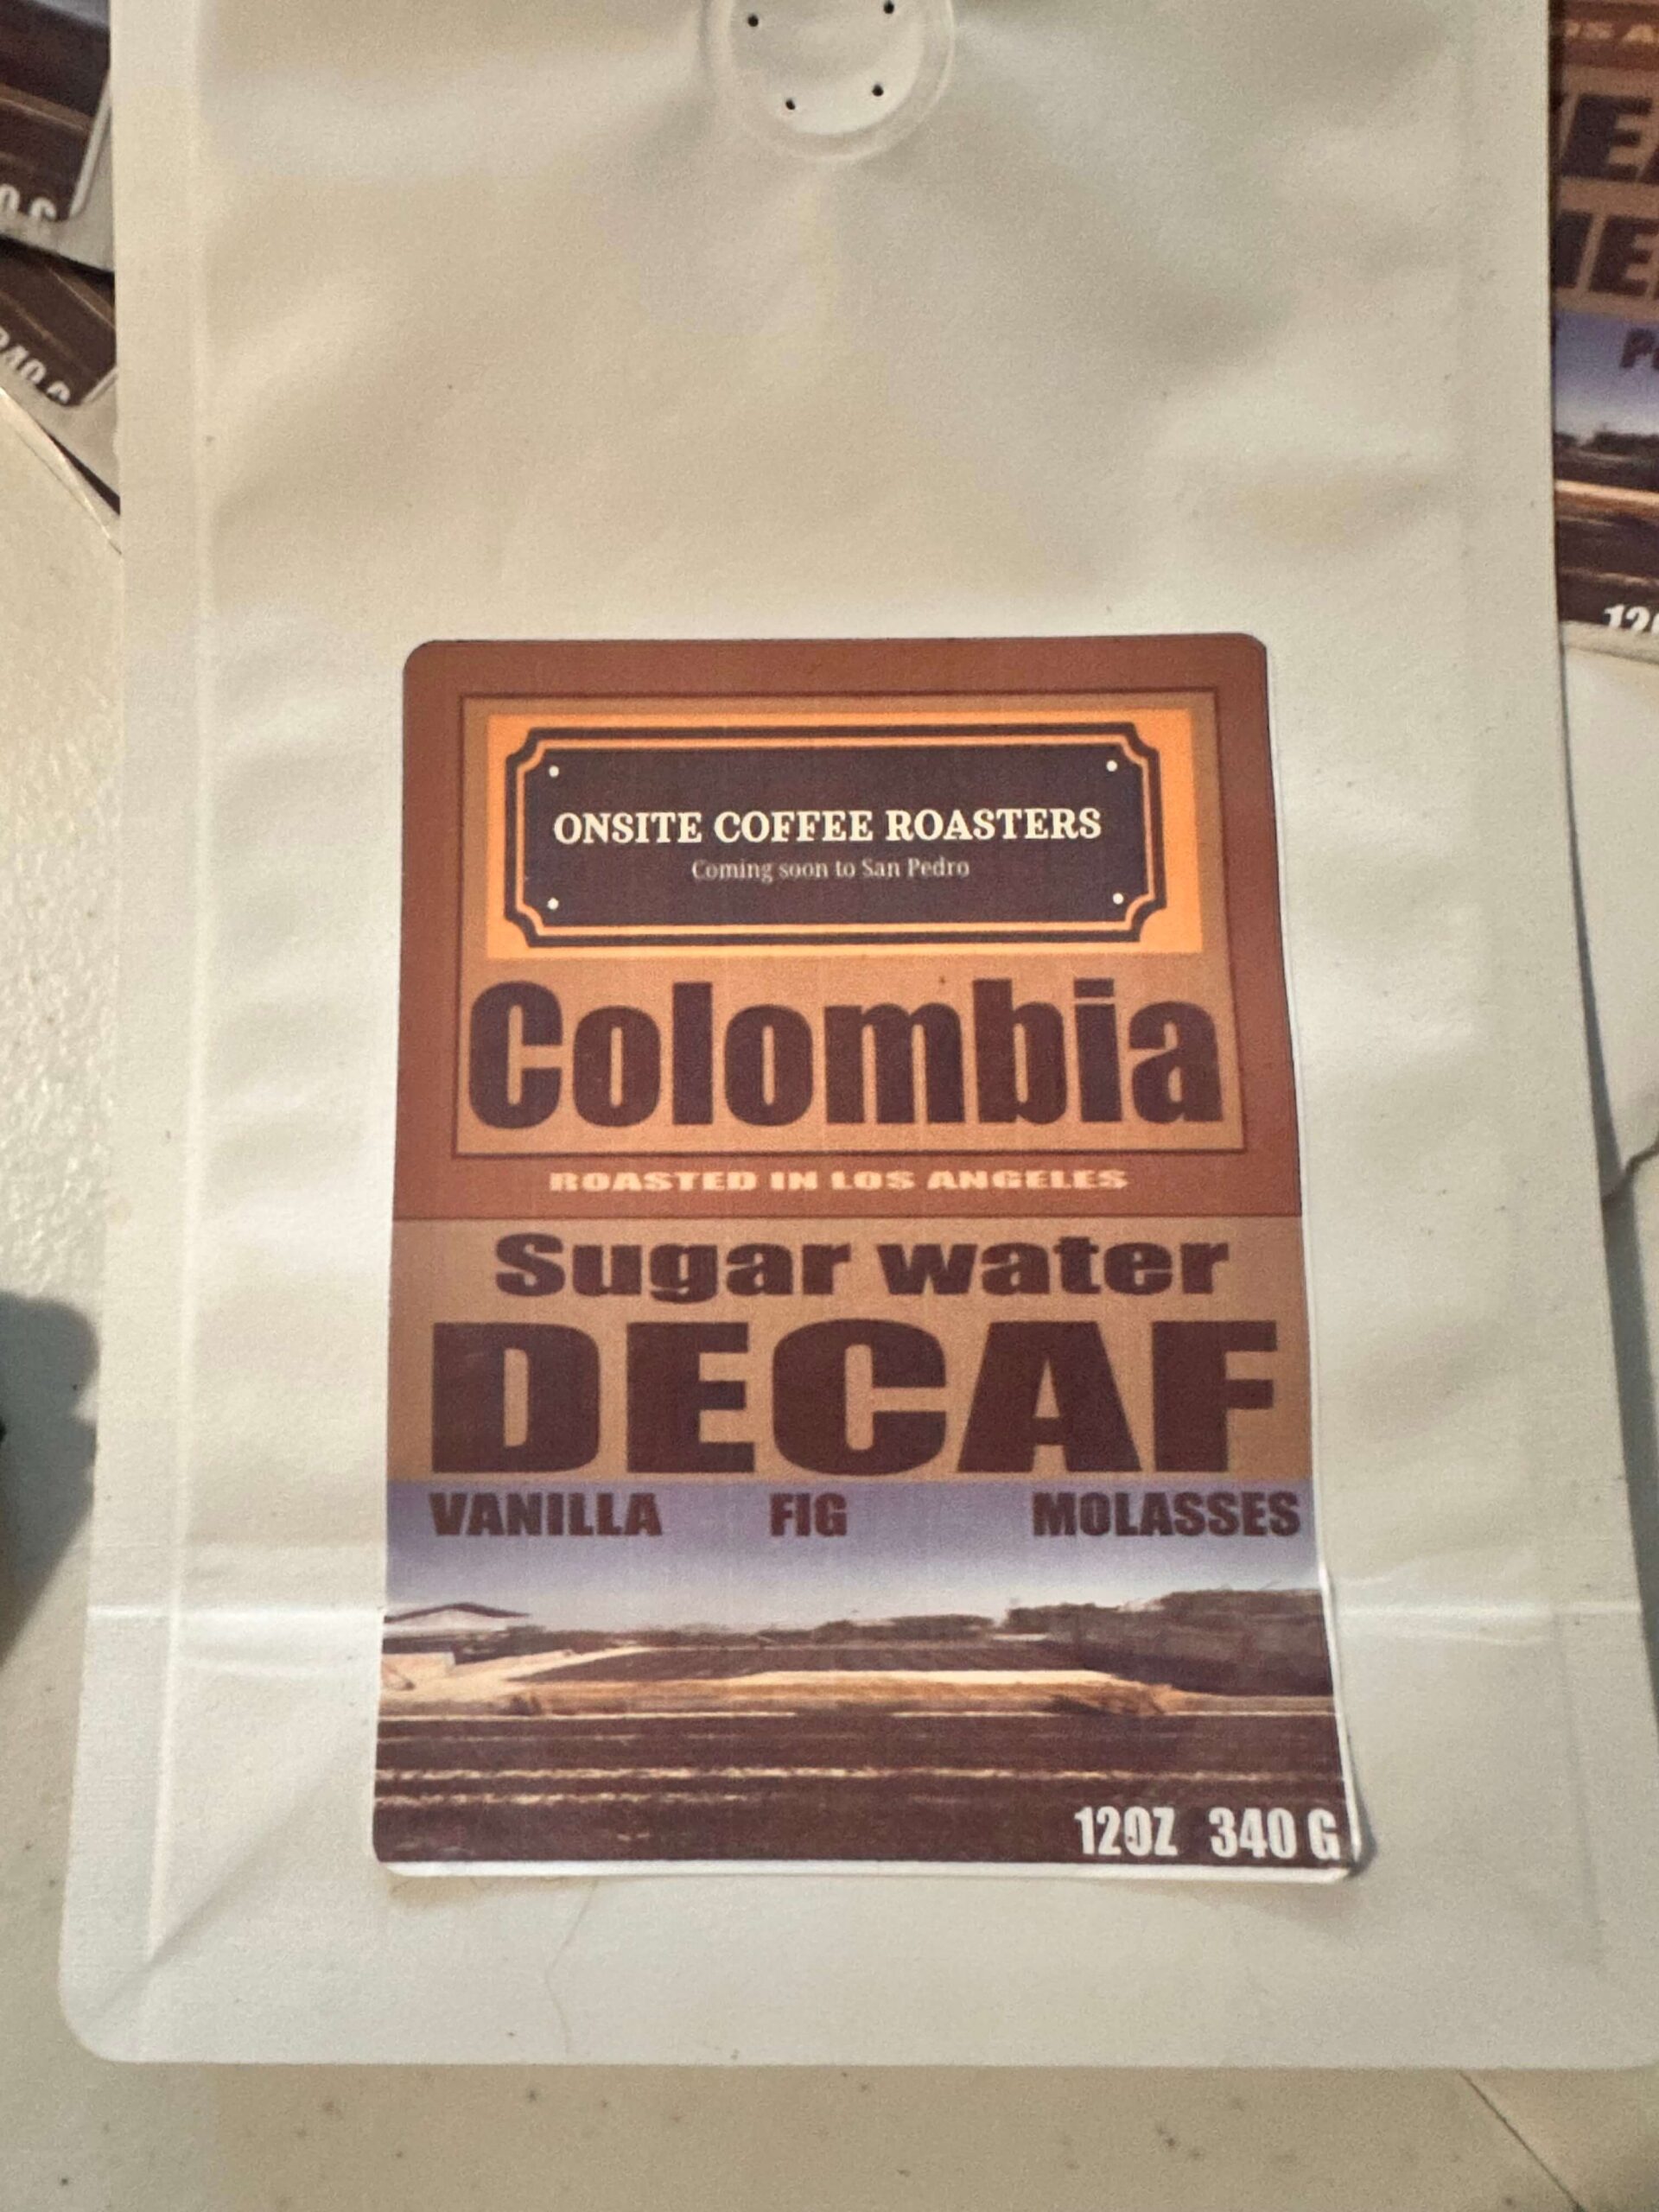 ONSITE COFFEE ROASTERS
Coming soon to San Pedro
Colombia
ROASTED IN LOS ANGELES
Sugar water
DECAF
VANILLA FIG MOLASSES
12OZ 340 G